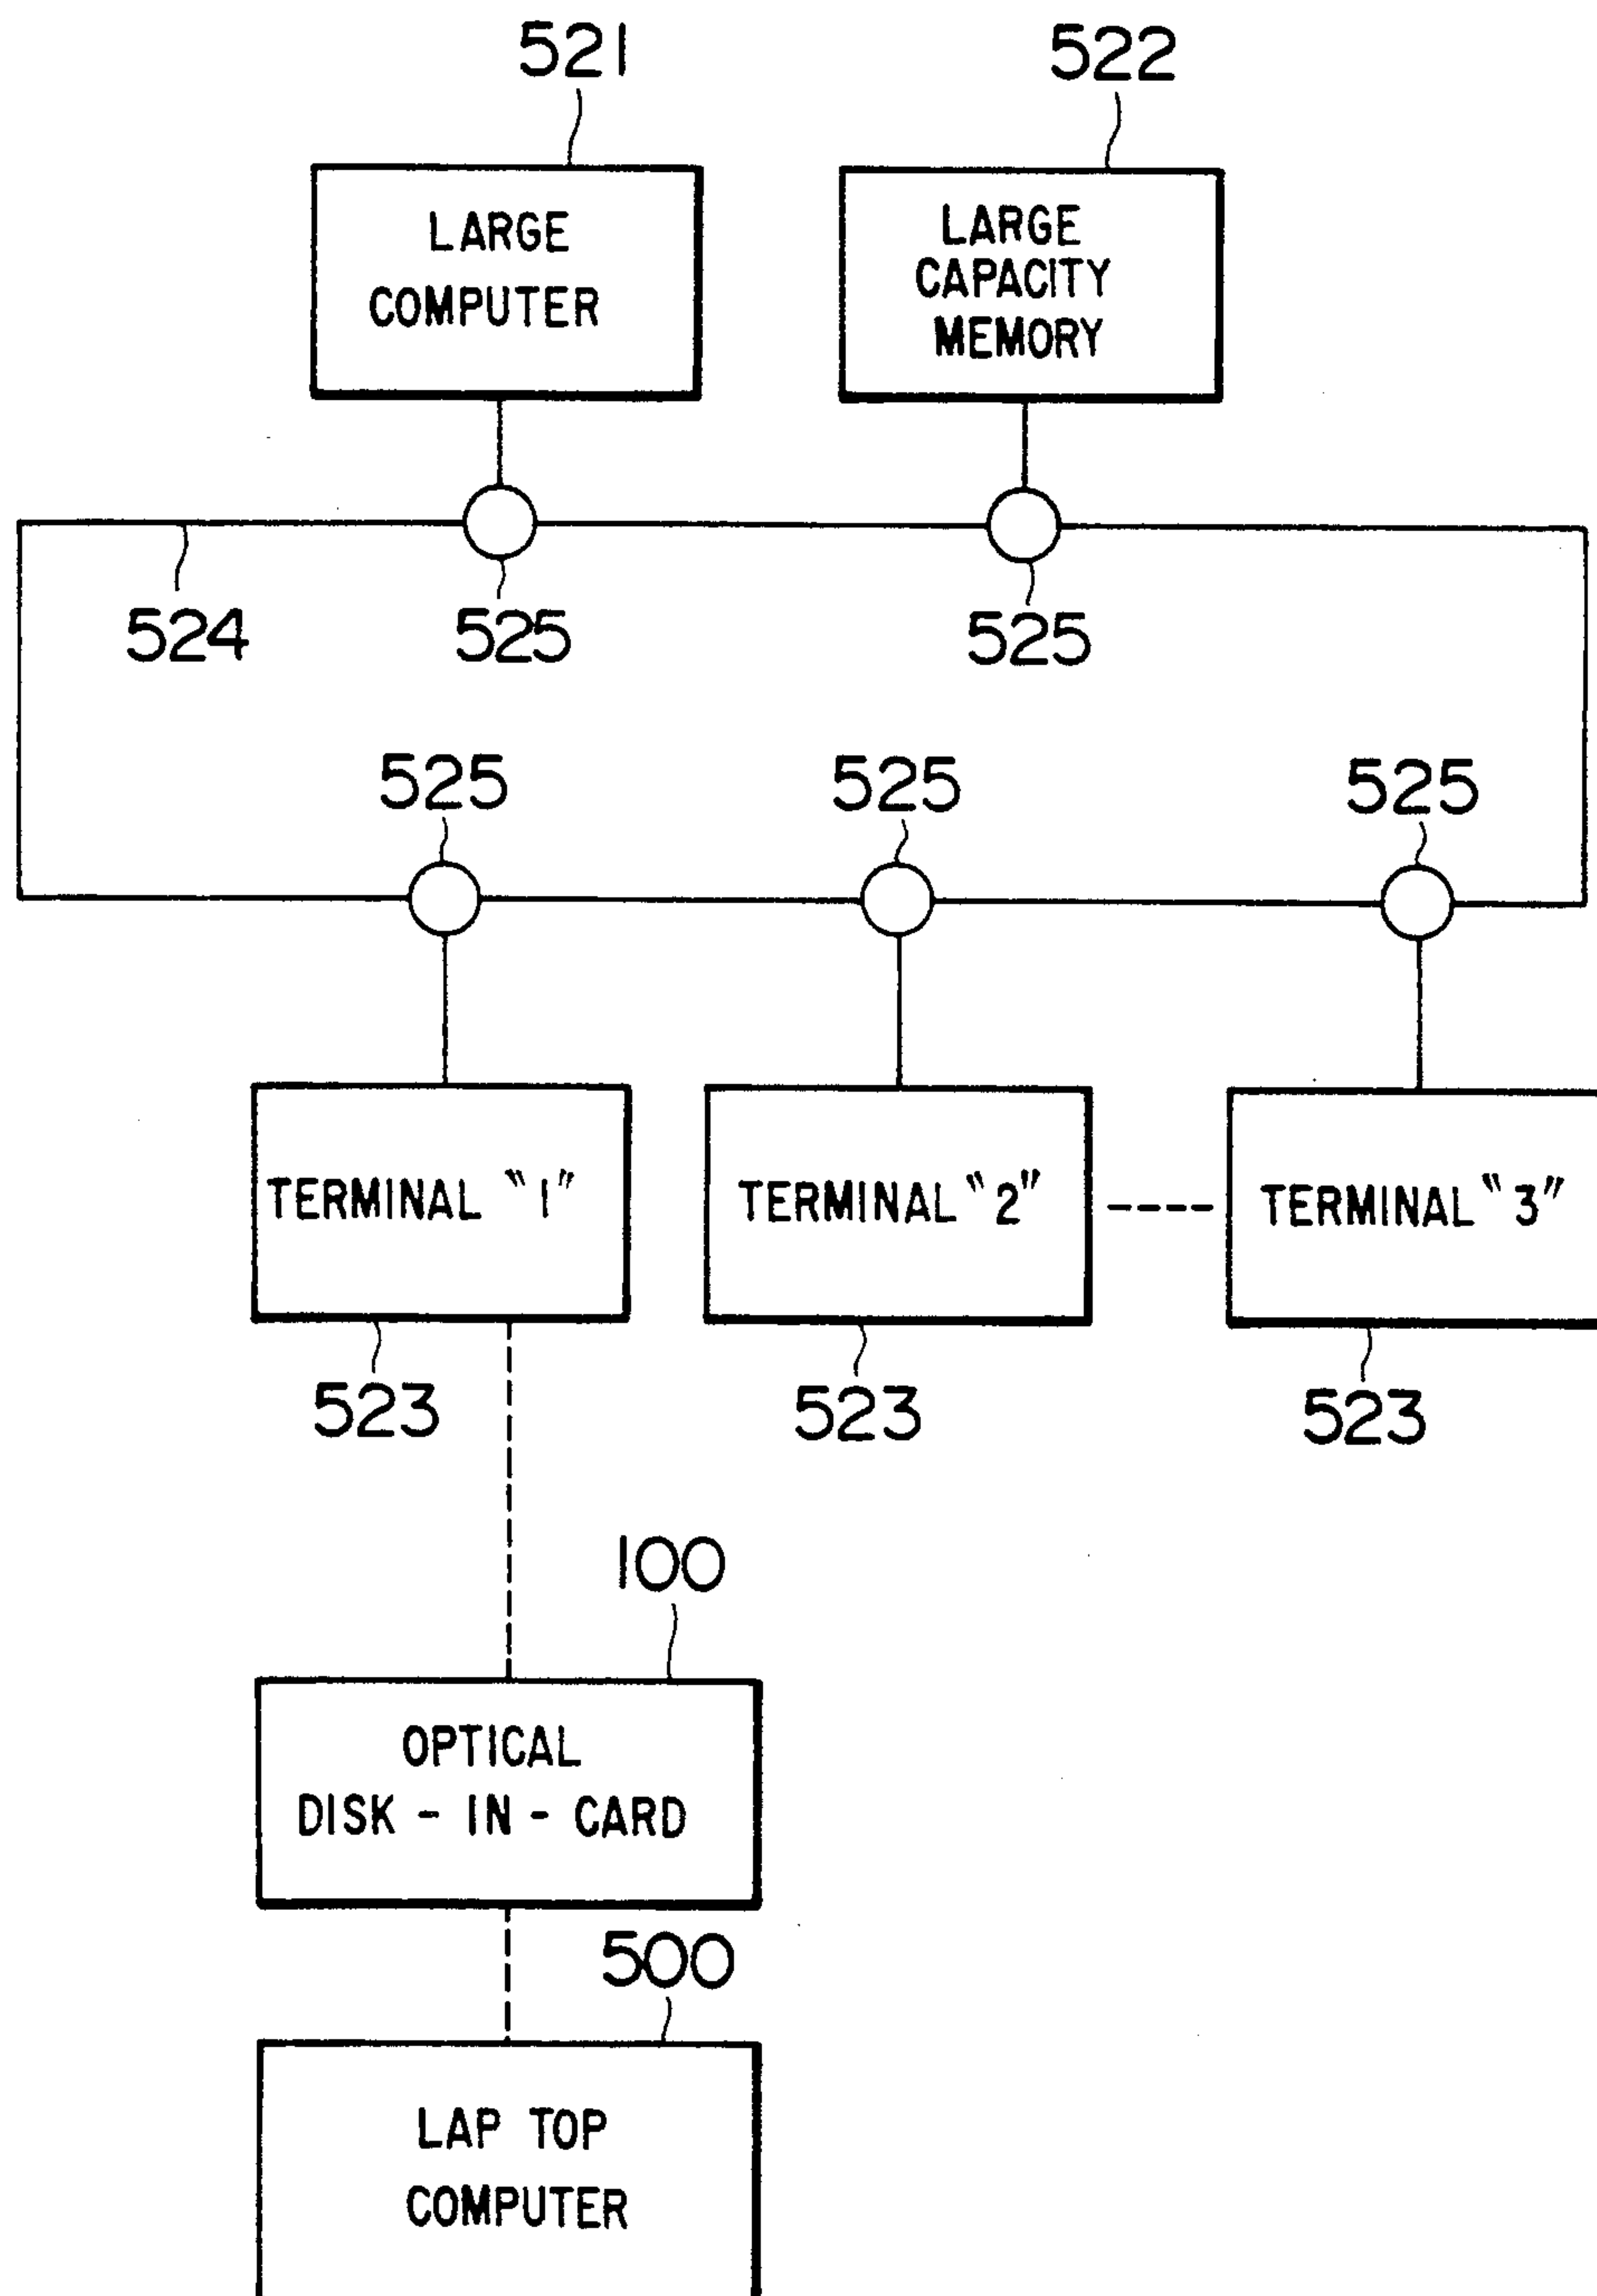 521
522
LARGE
COMPUTER
LARGE
CAPACITY
MEMORY
524
525
525
525
525
525
TERMINAL "1"
TERMINAL "2"
TERMINAL "3"
523
523
523
100
OPTICAL
DISK - IN - CARD
500
LAP TOP
COMPUTER